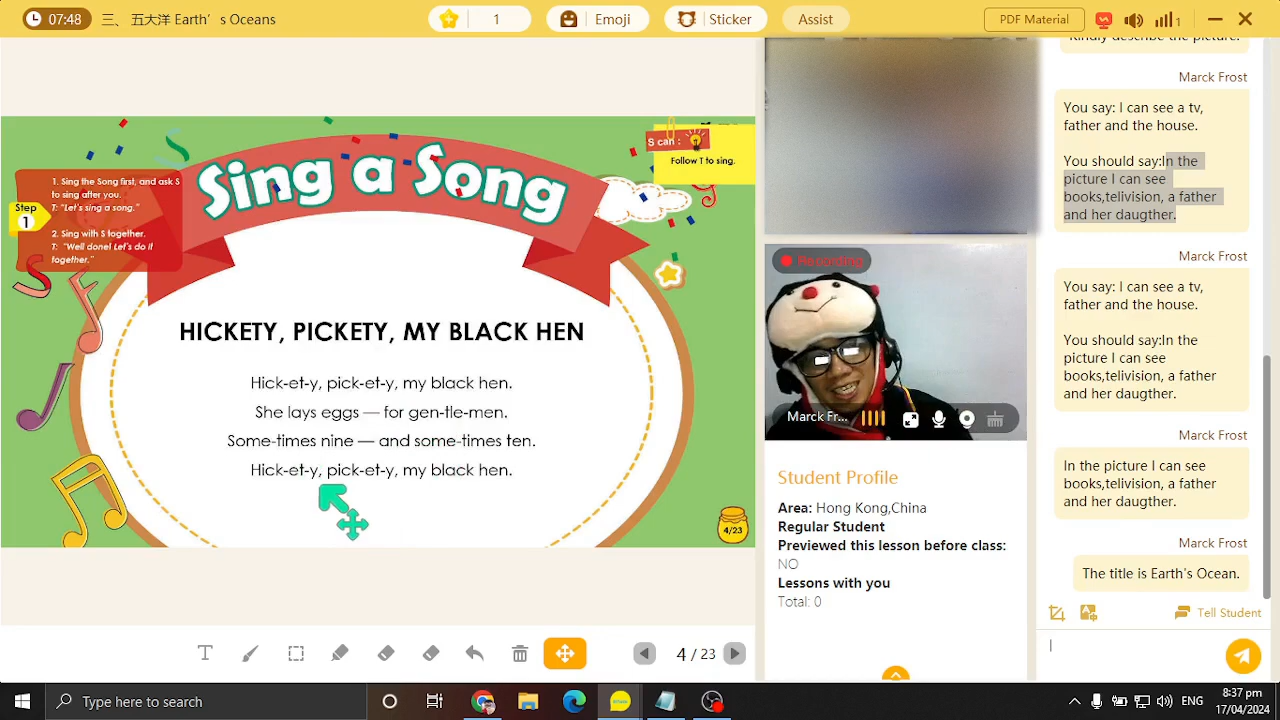 07:48 三、五大洋 Earth's Oceans
1
Emoji
Sticker
Assist
PDF Material
1
1. Sing the Song first, and ask S
to sing after you.
T: "Let's sing a song."
2. Sing with S together.
T: "Well done! Let's do it
together."
Step
1
Sing a Song
S can :
Follow T to sing.
HICKETY, PICKETY, MY BLACK HEN
Hick-et-y, pick-et-y, my black hen.
She lays eggs — for gen-tle-men.
Some-times nine — and some-times ten.
Hick-et-y, pick-et-y, my black hen.
4/23
4 / 23
Recording
Marck Fr...
Student Profile
Area: Hong Kong,China
Regular Student
Previewed this lesson before class:
NO
Lessons with you
Total: 0
Kindly describe the picture.
Marck Frost
You say: I can see a tv,
father and the house.
You should say:In the
picture I can see
books,telivision, a father
and her daugther.
Marck Frost
You say: I can see a tv,
father and the house.
You should say:In the
picture I can see
books,telivision, a father
and her daugther.
Marck Frost
In the picture I can see
books,telivision, a father
and her daugther.
Marck Frost
The title is Earth's Ocean.
Tell Student
Type here to search
ENG
8:37 pm
17/04/2024